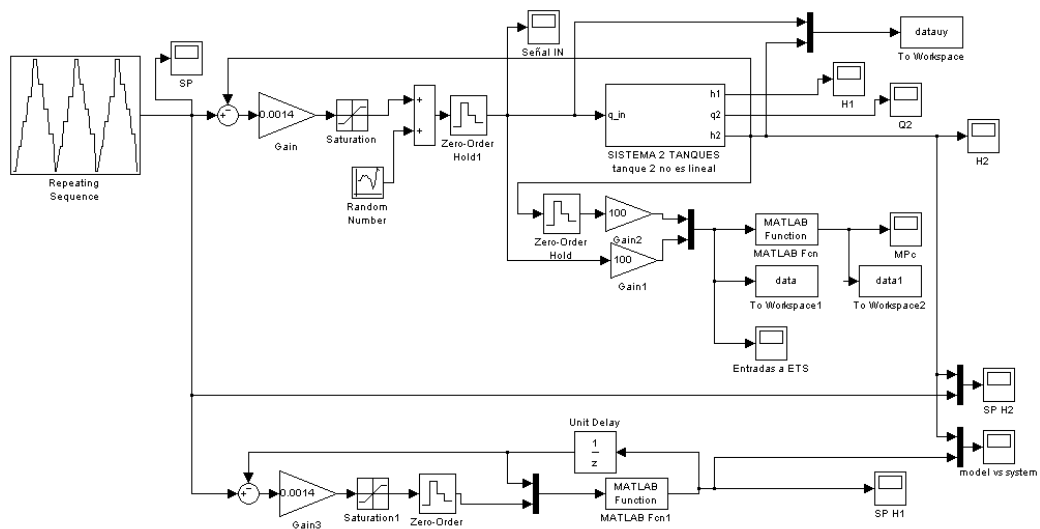 Repeating
Sequence
SP
0.0014
Gain
Saturation
+
+
Random
Number
Zero-Order
Hold1
Señal IN
q_in
h1
q2
h2
SISTEMA 2 TANQUES
tanque 2 no es lineal
datauy
To Workspace
H1
Q2
H2
Zero-Order
Hold
100
Gain2
100
Gain1
MATLAB
Function
MATLAB Fcn
MPc
data
To Workspace1
data1
To Workspace2
Entradas a ETS
SP H2
model vs system
Unit Delay
1
z
0.0014
Gain3
Saturation1
Zero-Order
MATLAB
Function
MATLAB Fcn1
SP H1